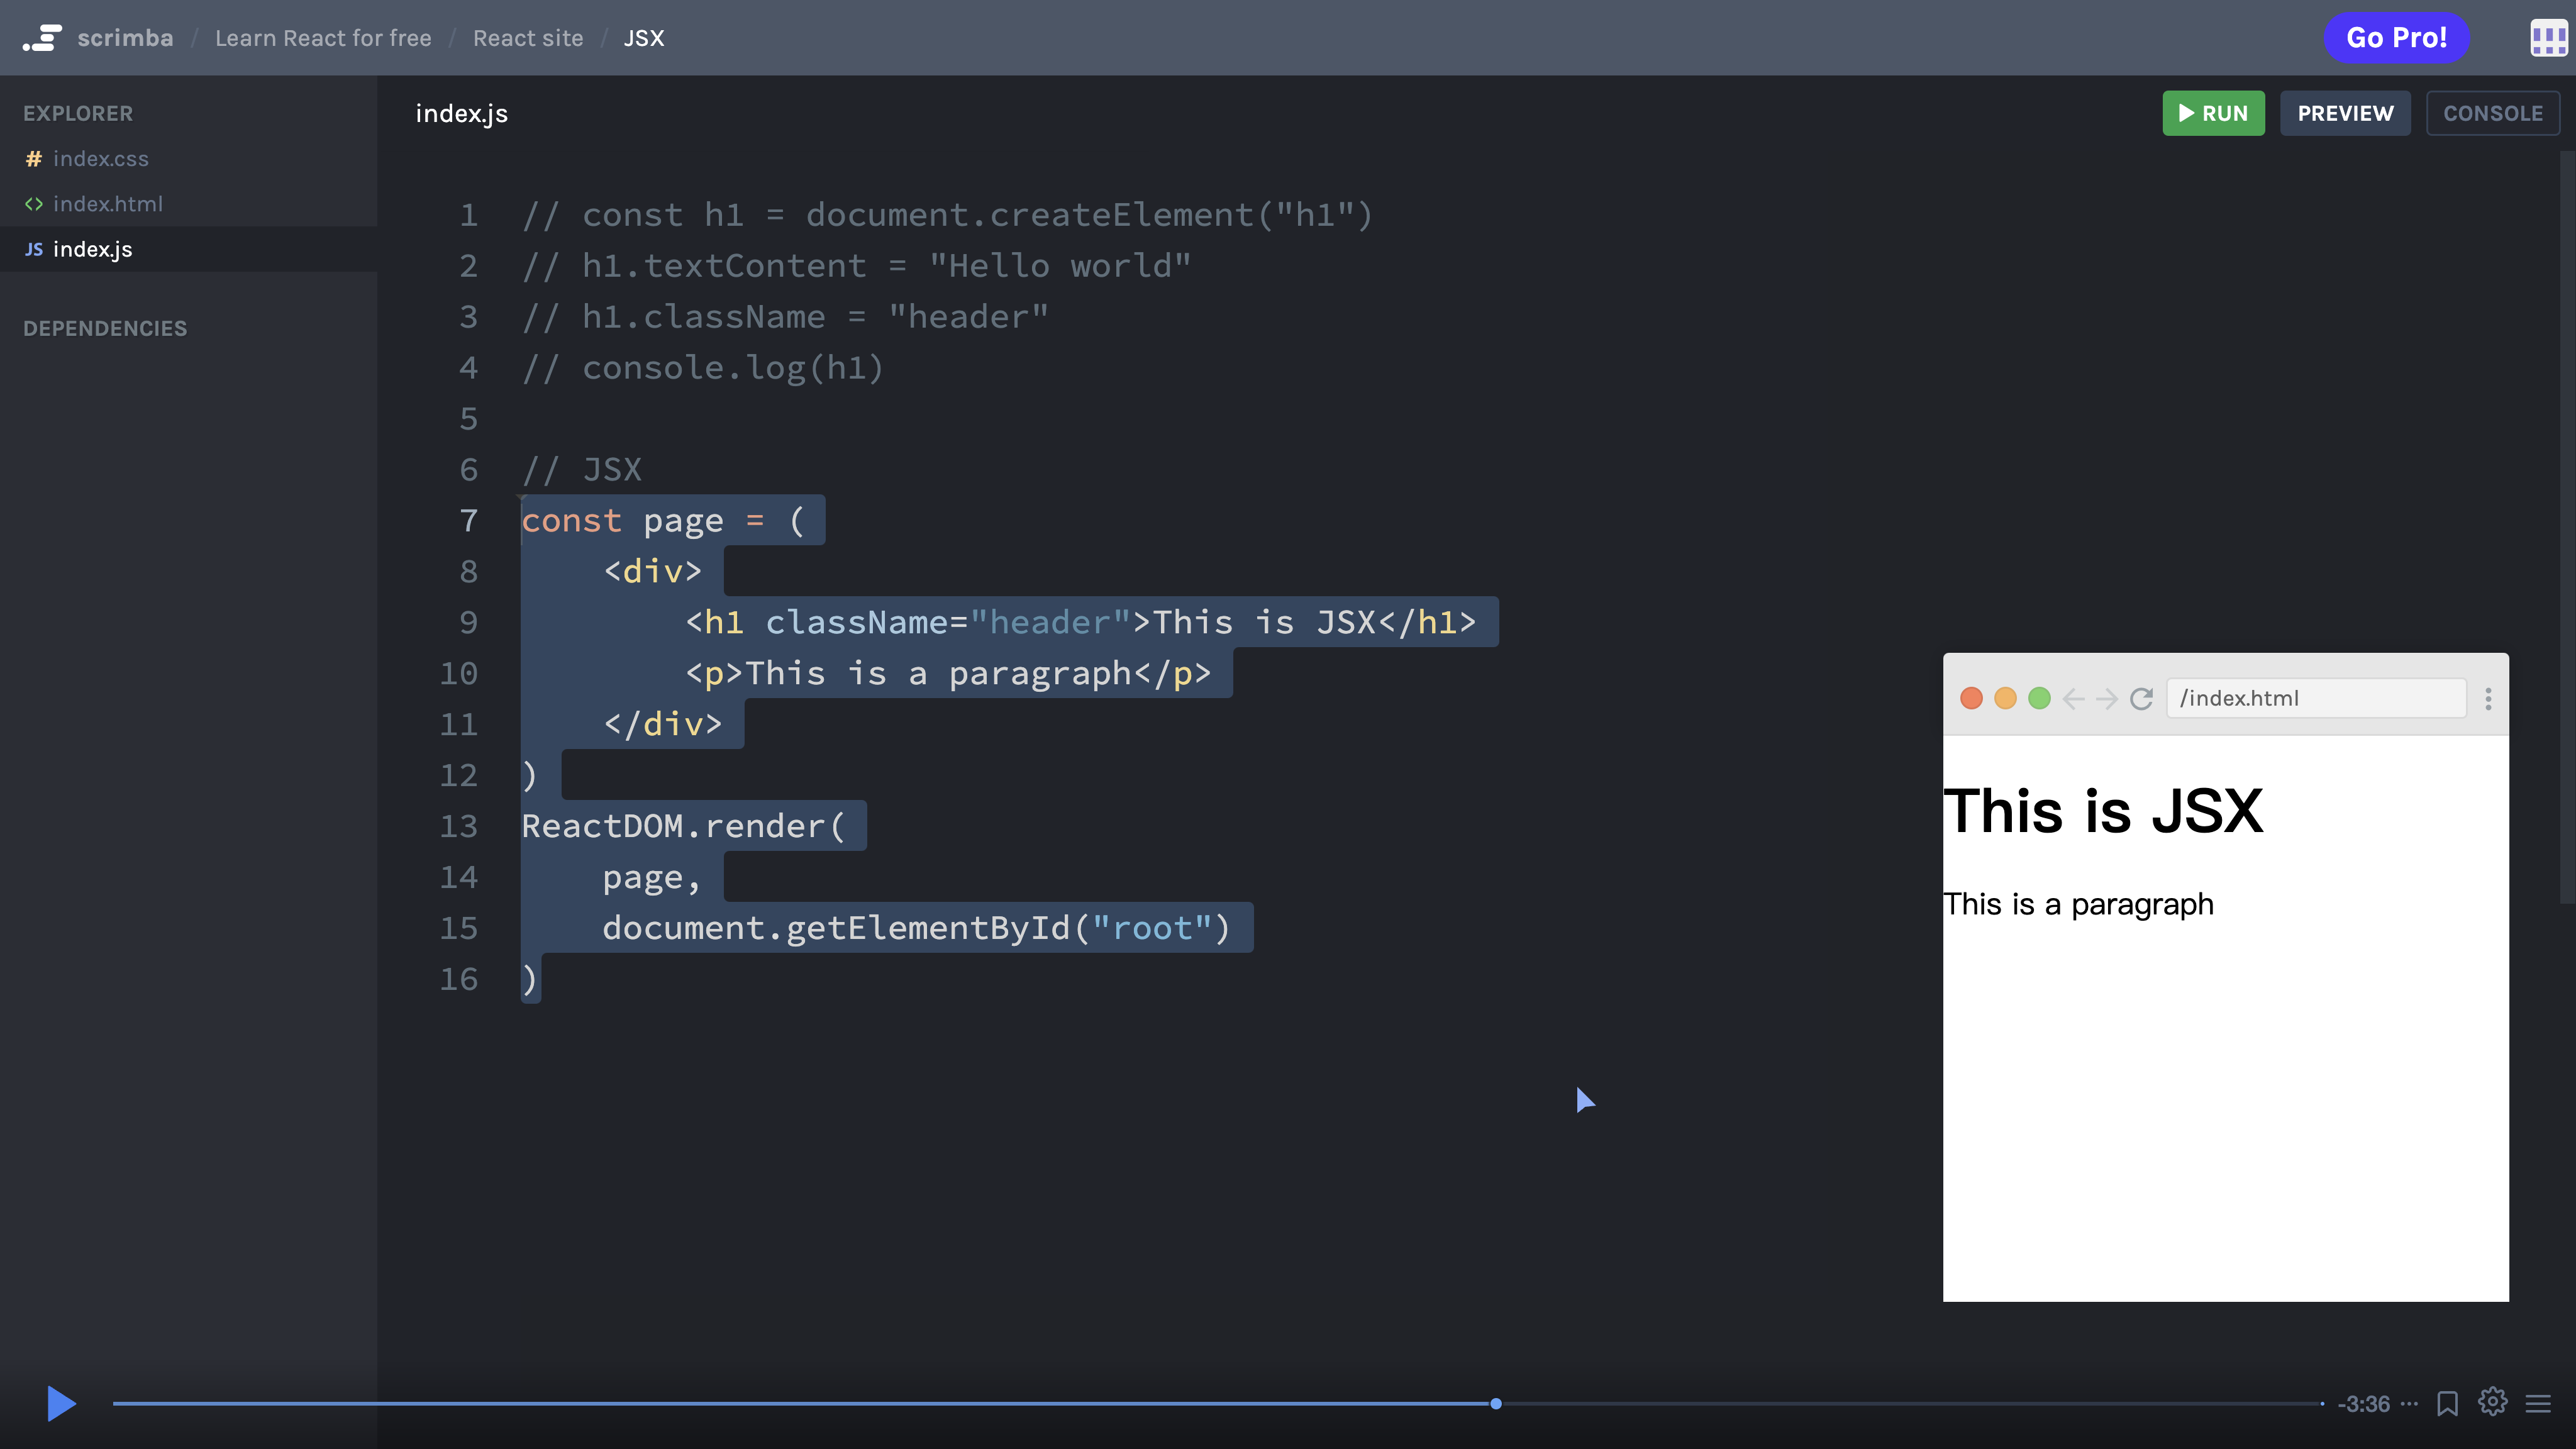 scrimba / Learn React for free / React site / JSX
Go Pro!
EXPLORER
# index.css
<> index.html
JS index.js
DEPENDENCIES
index.js
RUN
PREVIEW
CONSOLE
1 // const h1 = document.createElement("h1")
2 // h1.textContent = "Hello world"
3 // h1.className = "header"
4 // console.log(h1)
5
6 // JSX
7 const page = (
8     <div>
9         <h1 className="header">This is JSX</h1>
10         <p>This is a paragraph</p>
11     </div>
12 )
13 ReactDOM.render(
14     page,
15     document.getElementById("root")
16 )
/index.html
This is JSX
This is a paragraph
-3:36